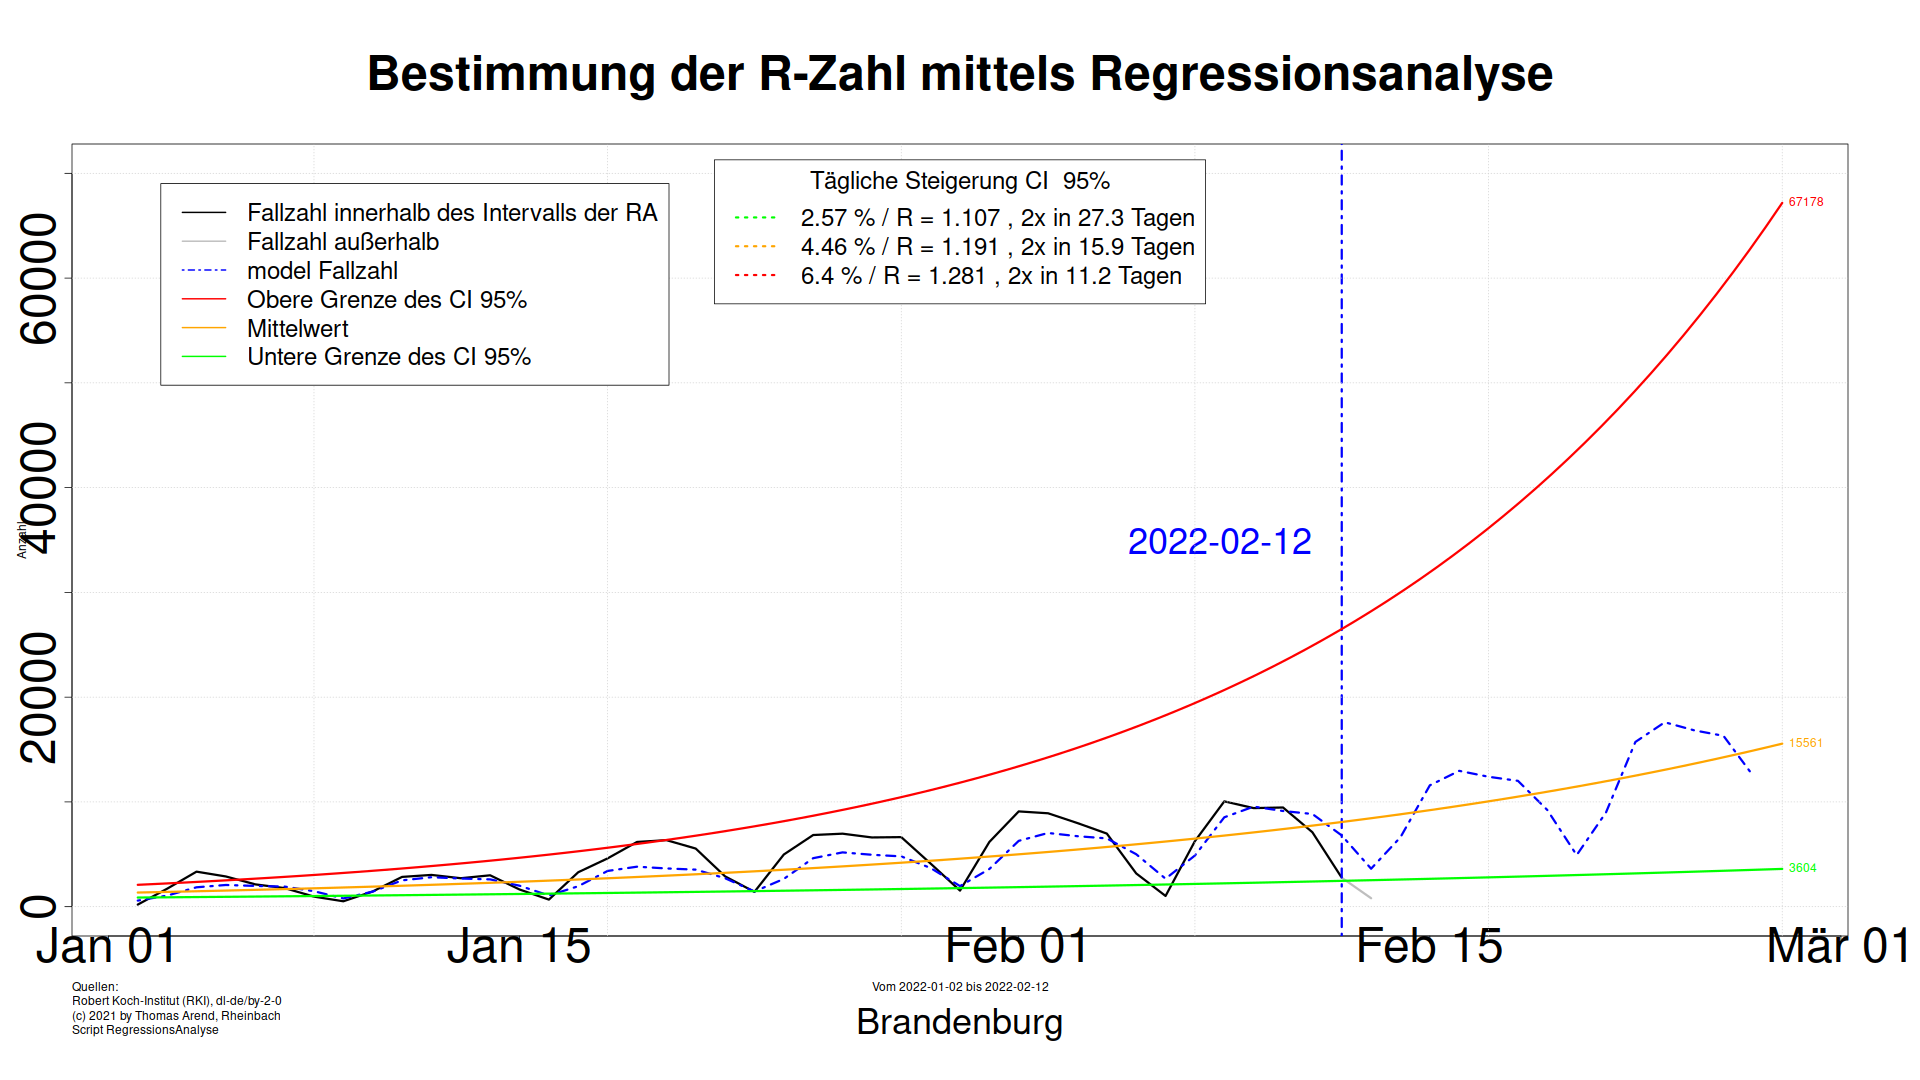 Bestimmung der R-Zahl mittels Regressionsanalyse
Fallzahl innerhalb des Intervalls der RA
Fallzahl außerhalb
model Fallzahl
Obere Grenze des CI 95%
Mittelwert
Untere Grenze des CI 95%
Tägliche Steigerung CI  95%
2.57 % / R = 1.107 , 2x in 27.3 Tagen
4.46 % / R = 1.191 , 2x in 15.9 Tagen
6.4 % / R = 1.281 , 2x in 11.2 Tagen
67178
60000
40000
Anzahl
2022-02-12
20000
15561
3604
0
Jan 01
Jan 15
Feb 01
Feb 15
Mär 01
Quellen:
Robert Koch-Institut (RKI), dl-de/by-2-0
(c) 2021 by Thomas Arend, Rheinbach
Script RegressionsAnalyse
Vom 2022-01-02 bis 2022-02-12
Brandenburg